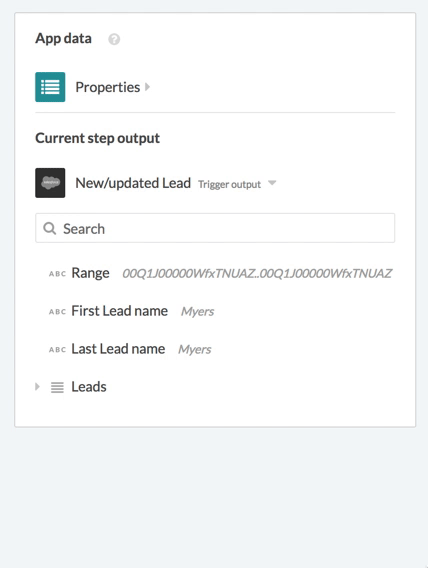 App data ?
Properties
Current step output
New/updated Lead Trigger output
Search
ABC Range 00Q1J00000WfxTNUAZ..00Q1J00000WfxTNUAZ
ABC First Lead name Myers
ABC Last Lead name Myers
Leads